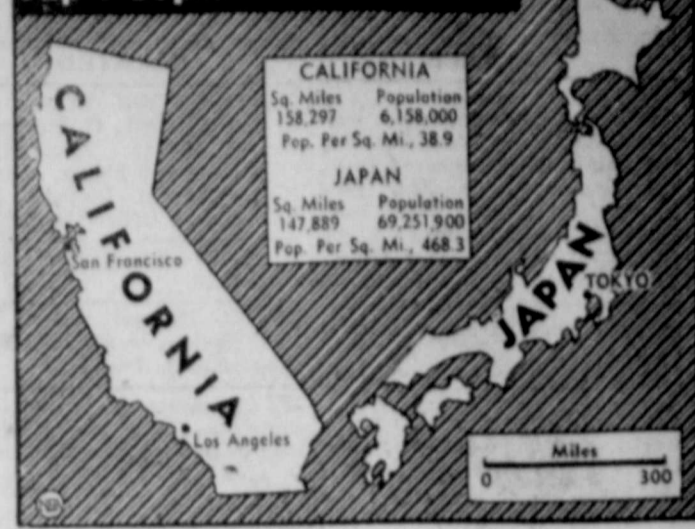 CALIFORNIA
Sq. Miles Population
158,297 6,158,000
Pop. Per Sq. Mi., 38.9
JAPAN
Sq. Miles Population
147,889 69,251,900
Pop. Per Sq. Mi., 468.3
CALIFORNIA
San Francisco
Los Angeles
JAPAN
TOKYO
Miles
0 300